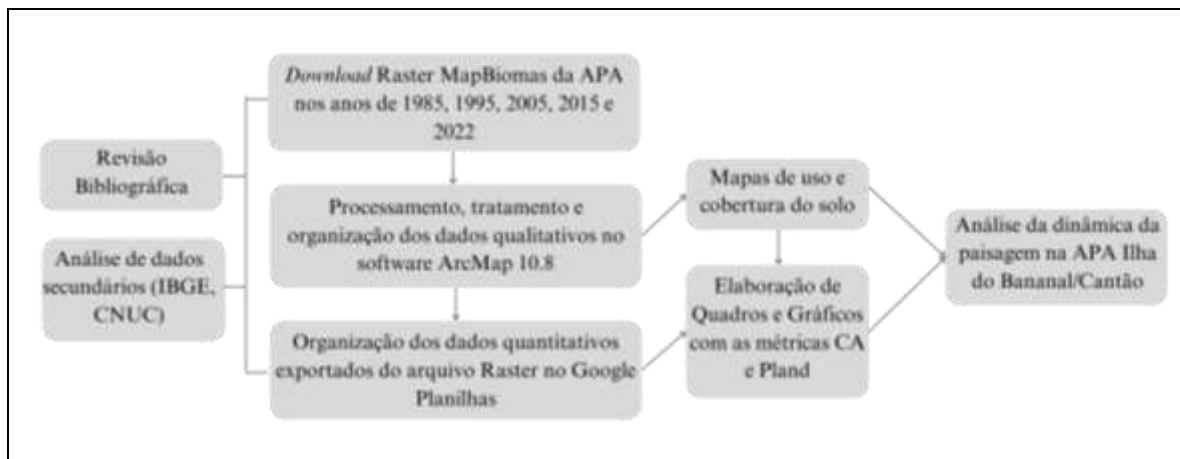 Download Raster MapBiomas da APA
nos anos de 1985, 1995, 2005, 2015 e
2022
Revisão
Bibliográfica
Processamento, tratamento e
organização dos dados qualitativos no
software ArcMap 10.8
Análise de dados
secundários (IBGE,
CNUC)
Organização dos dados quantitativos
exportados do arquivo Raster no Google
Planilhas
Mapas de uso e
cobertura do solo
Elaboração de
Quadros e Gráficos
com as métricas CA
e Pland
Análise da dinâmica da
paisagem na APA Ilha
do Bananal/Cantão